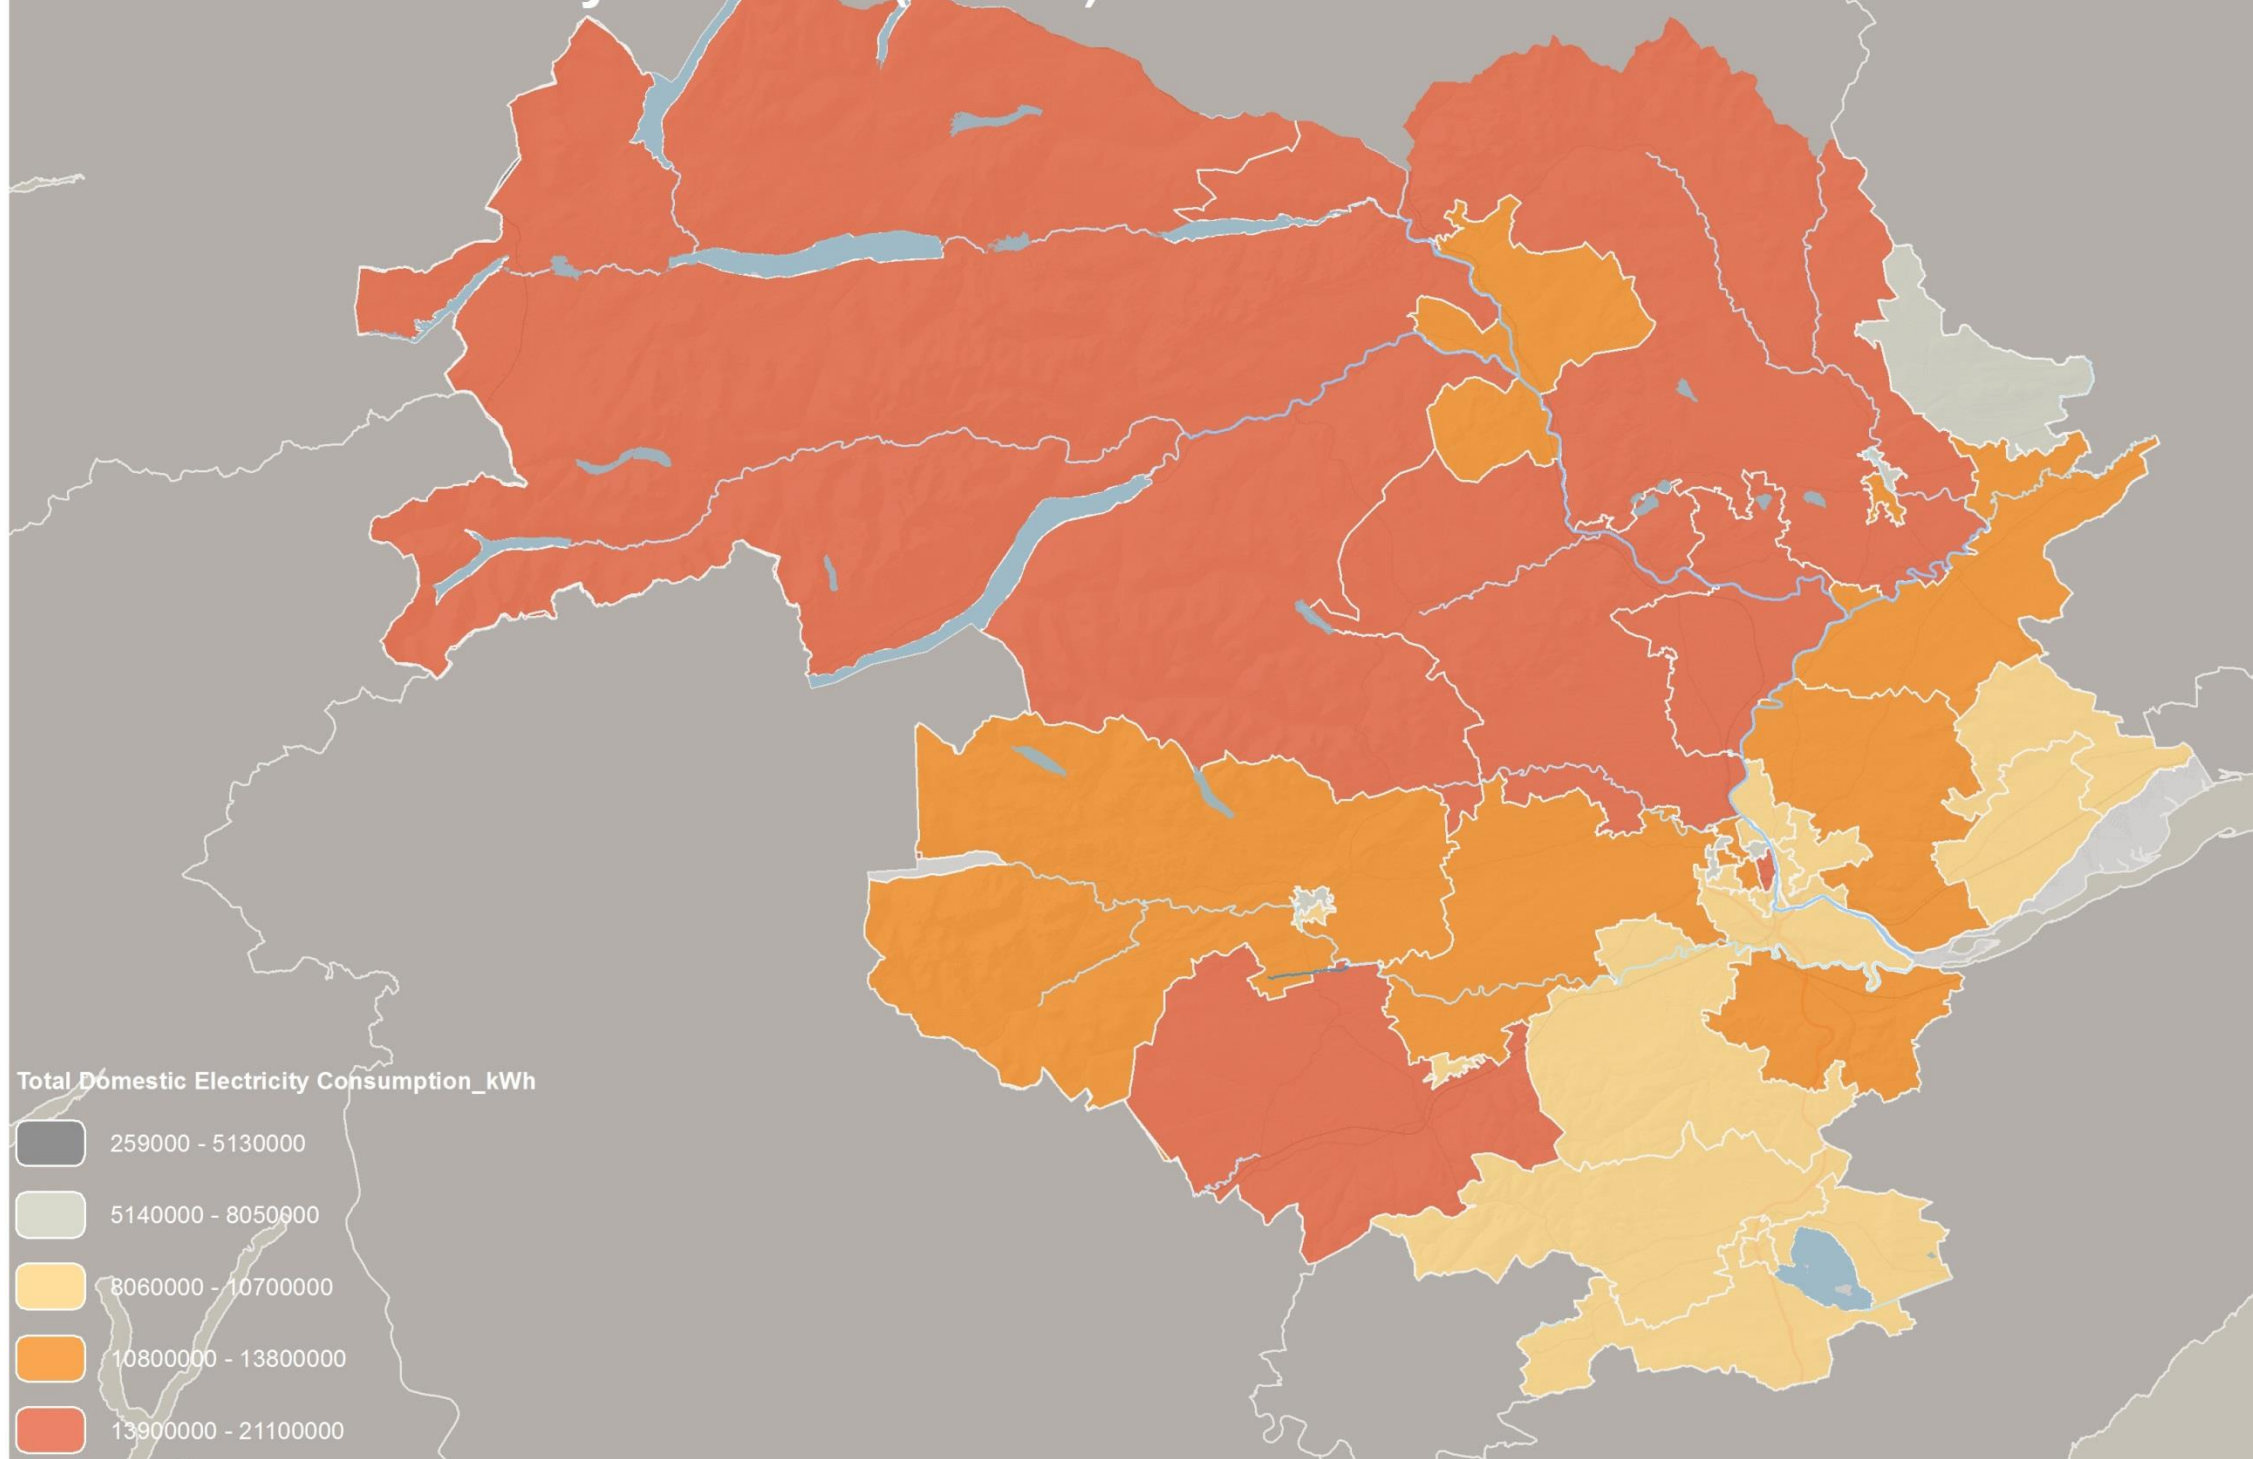 Total Domestic Electricity Consumption_kWh
259000 - 5130000
5140000 - 8050000
8060000 - 10700000
10800000 - 13800000
13900000 - 21100000